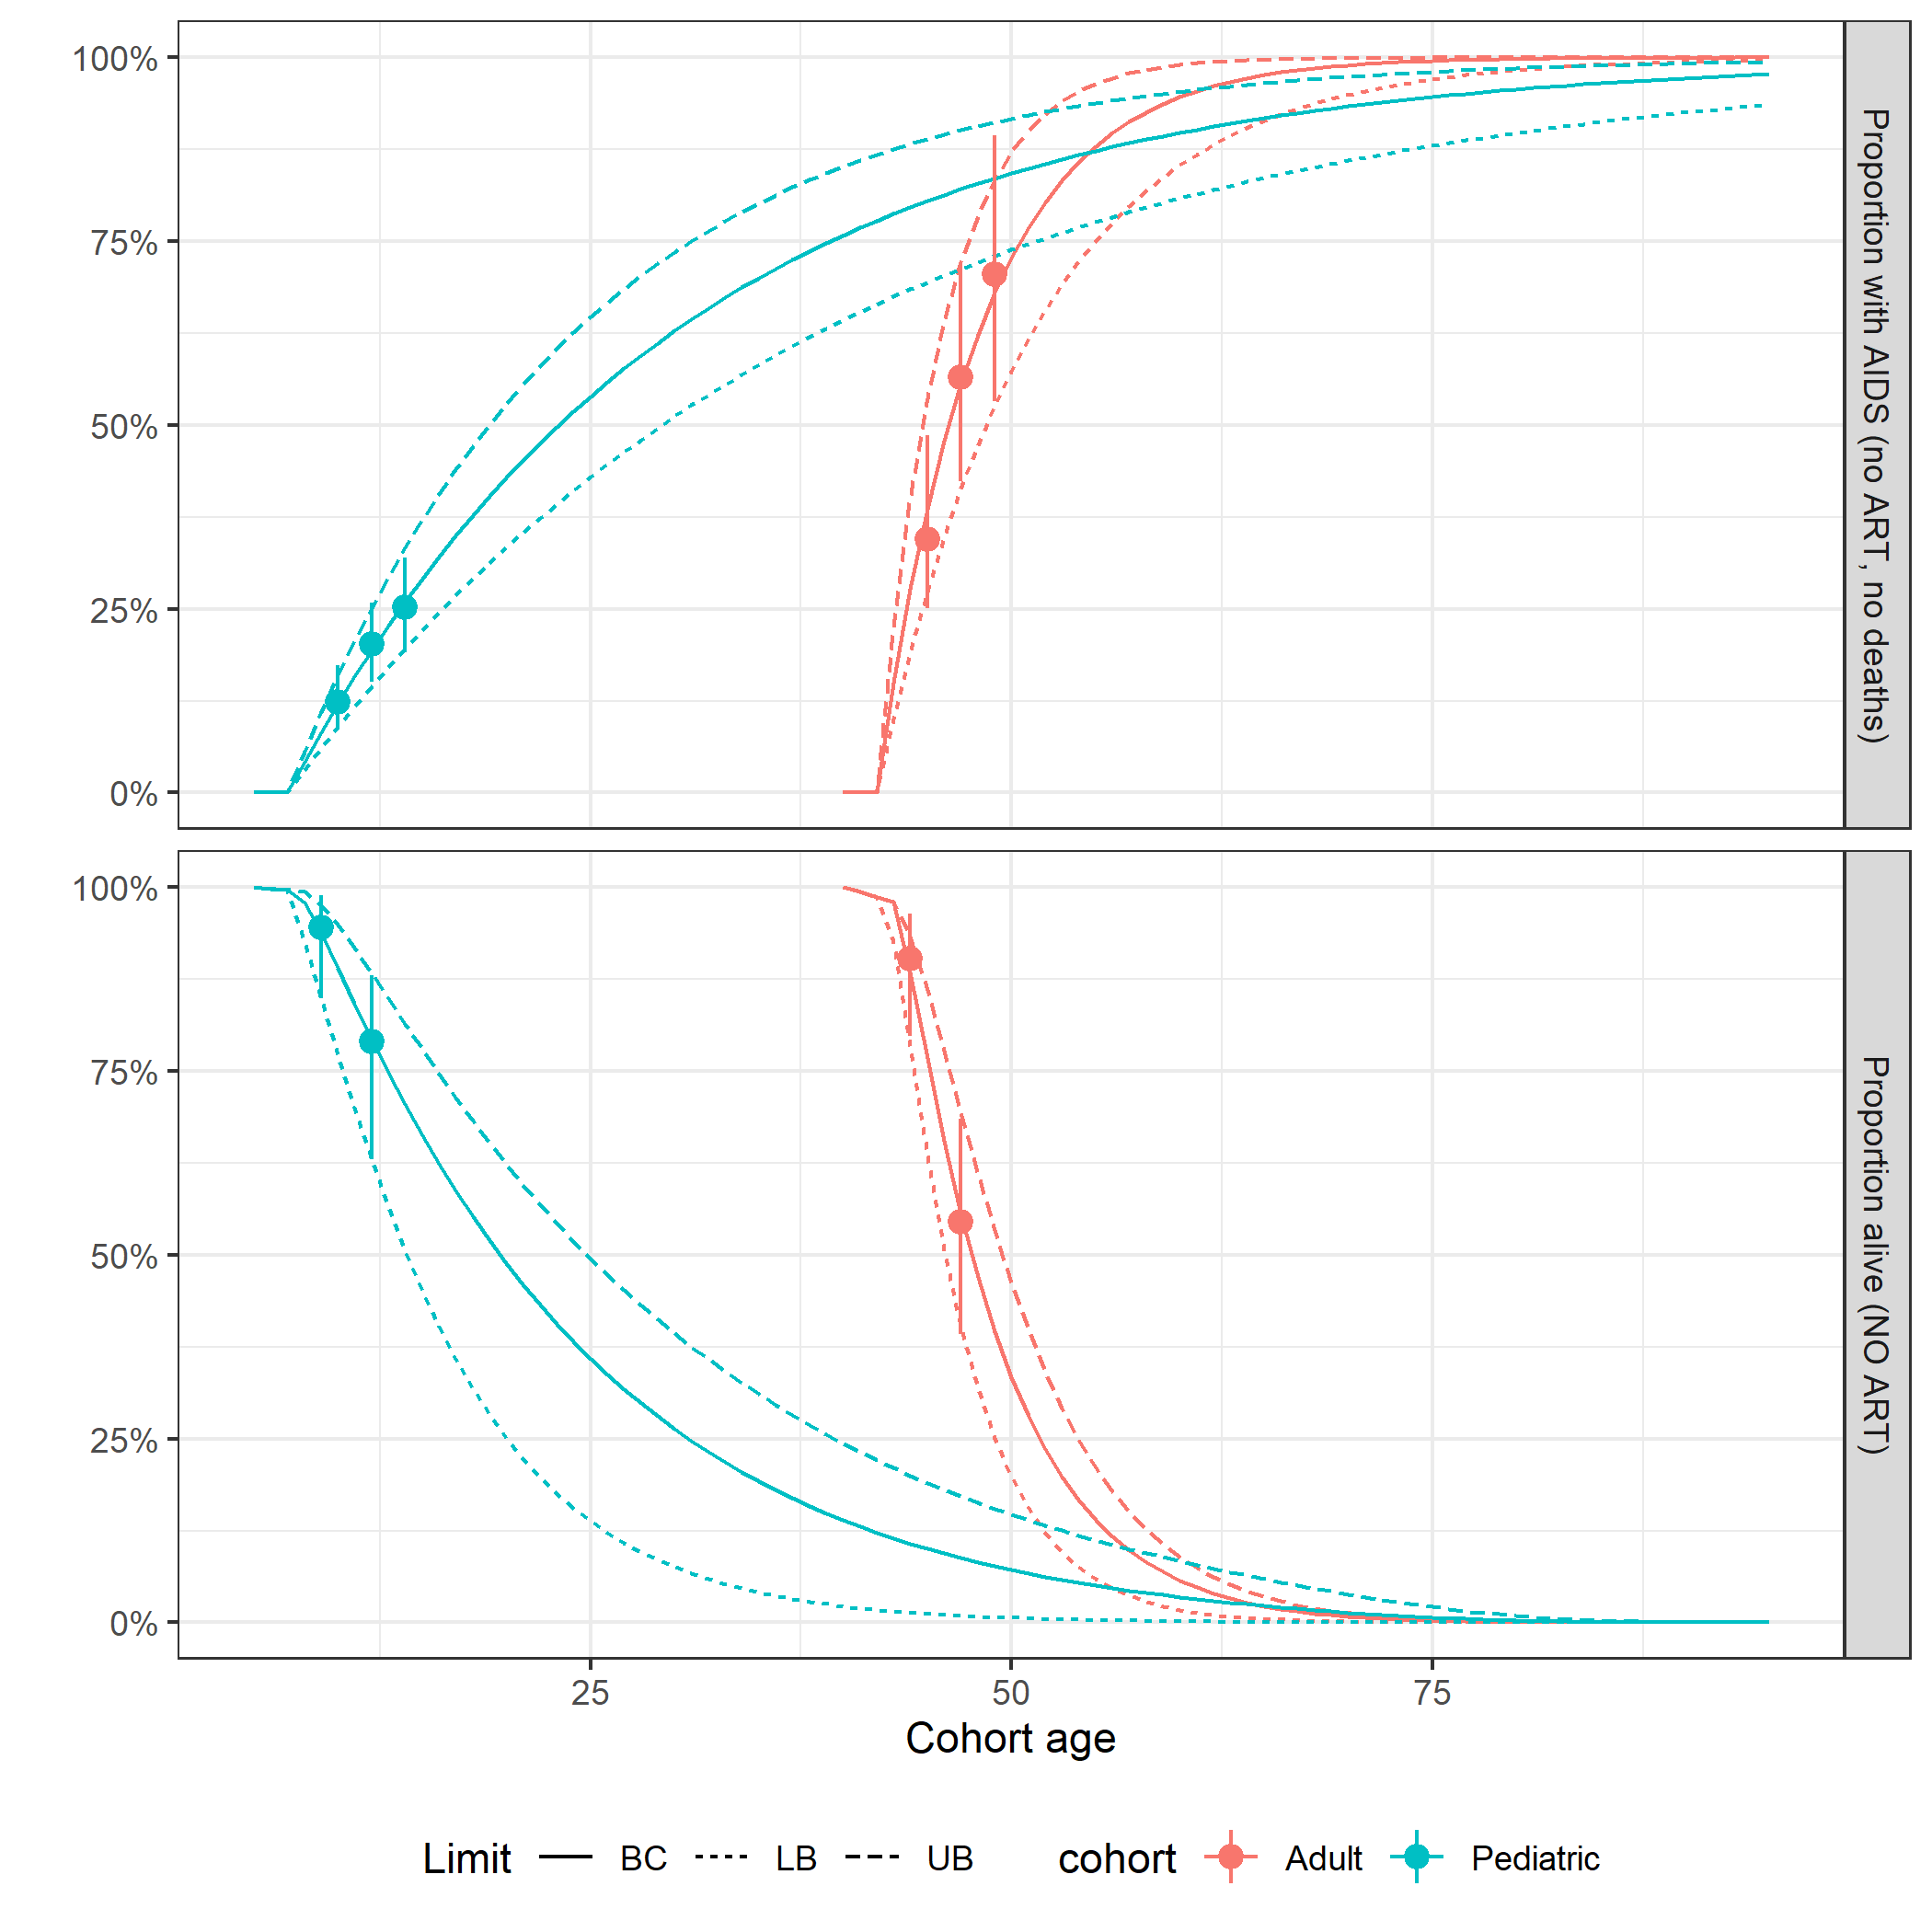 100%
75%
50%
25%
0%
Proportion with AIDS (no ART, no deaths)
100%
75%
50%
25%
0%
Proportion alive (NO ART)
25 50 75
Cohort age
Limit BC LB UB cohort Adult Pediatric